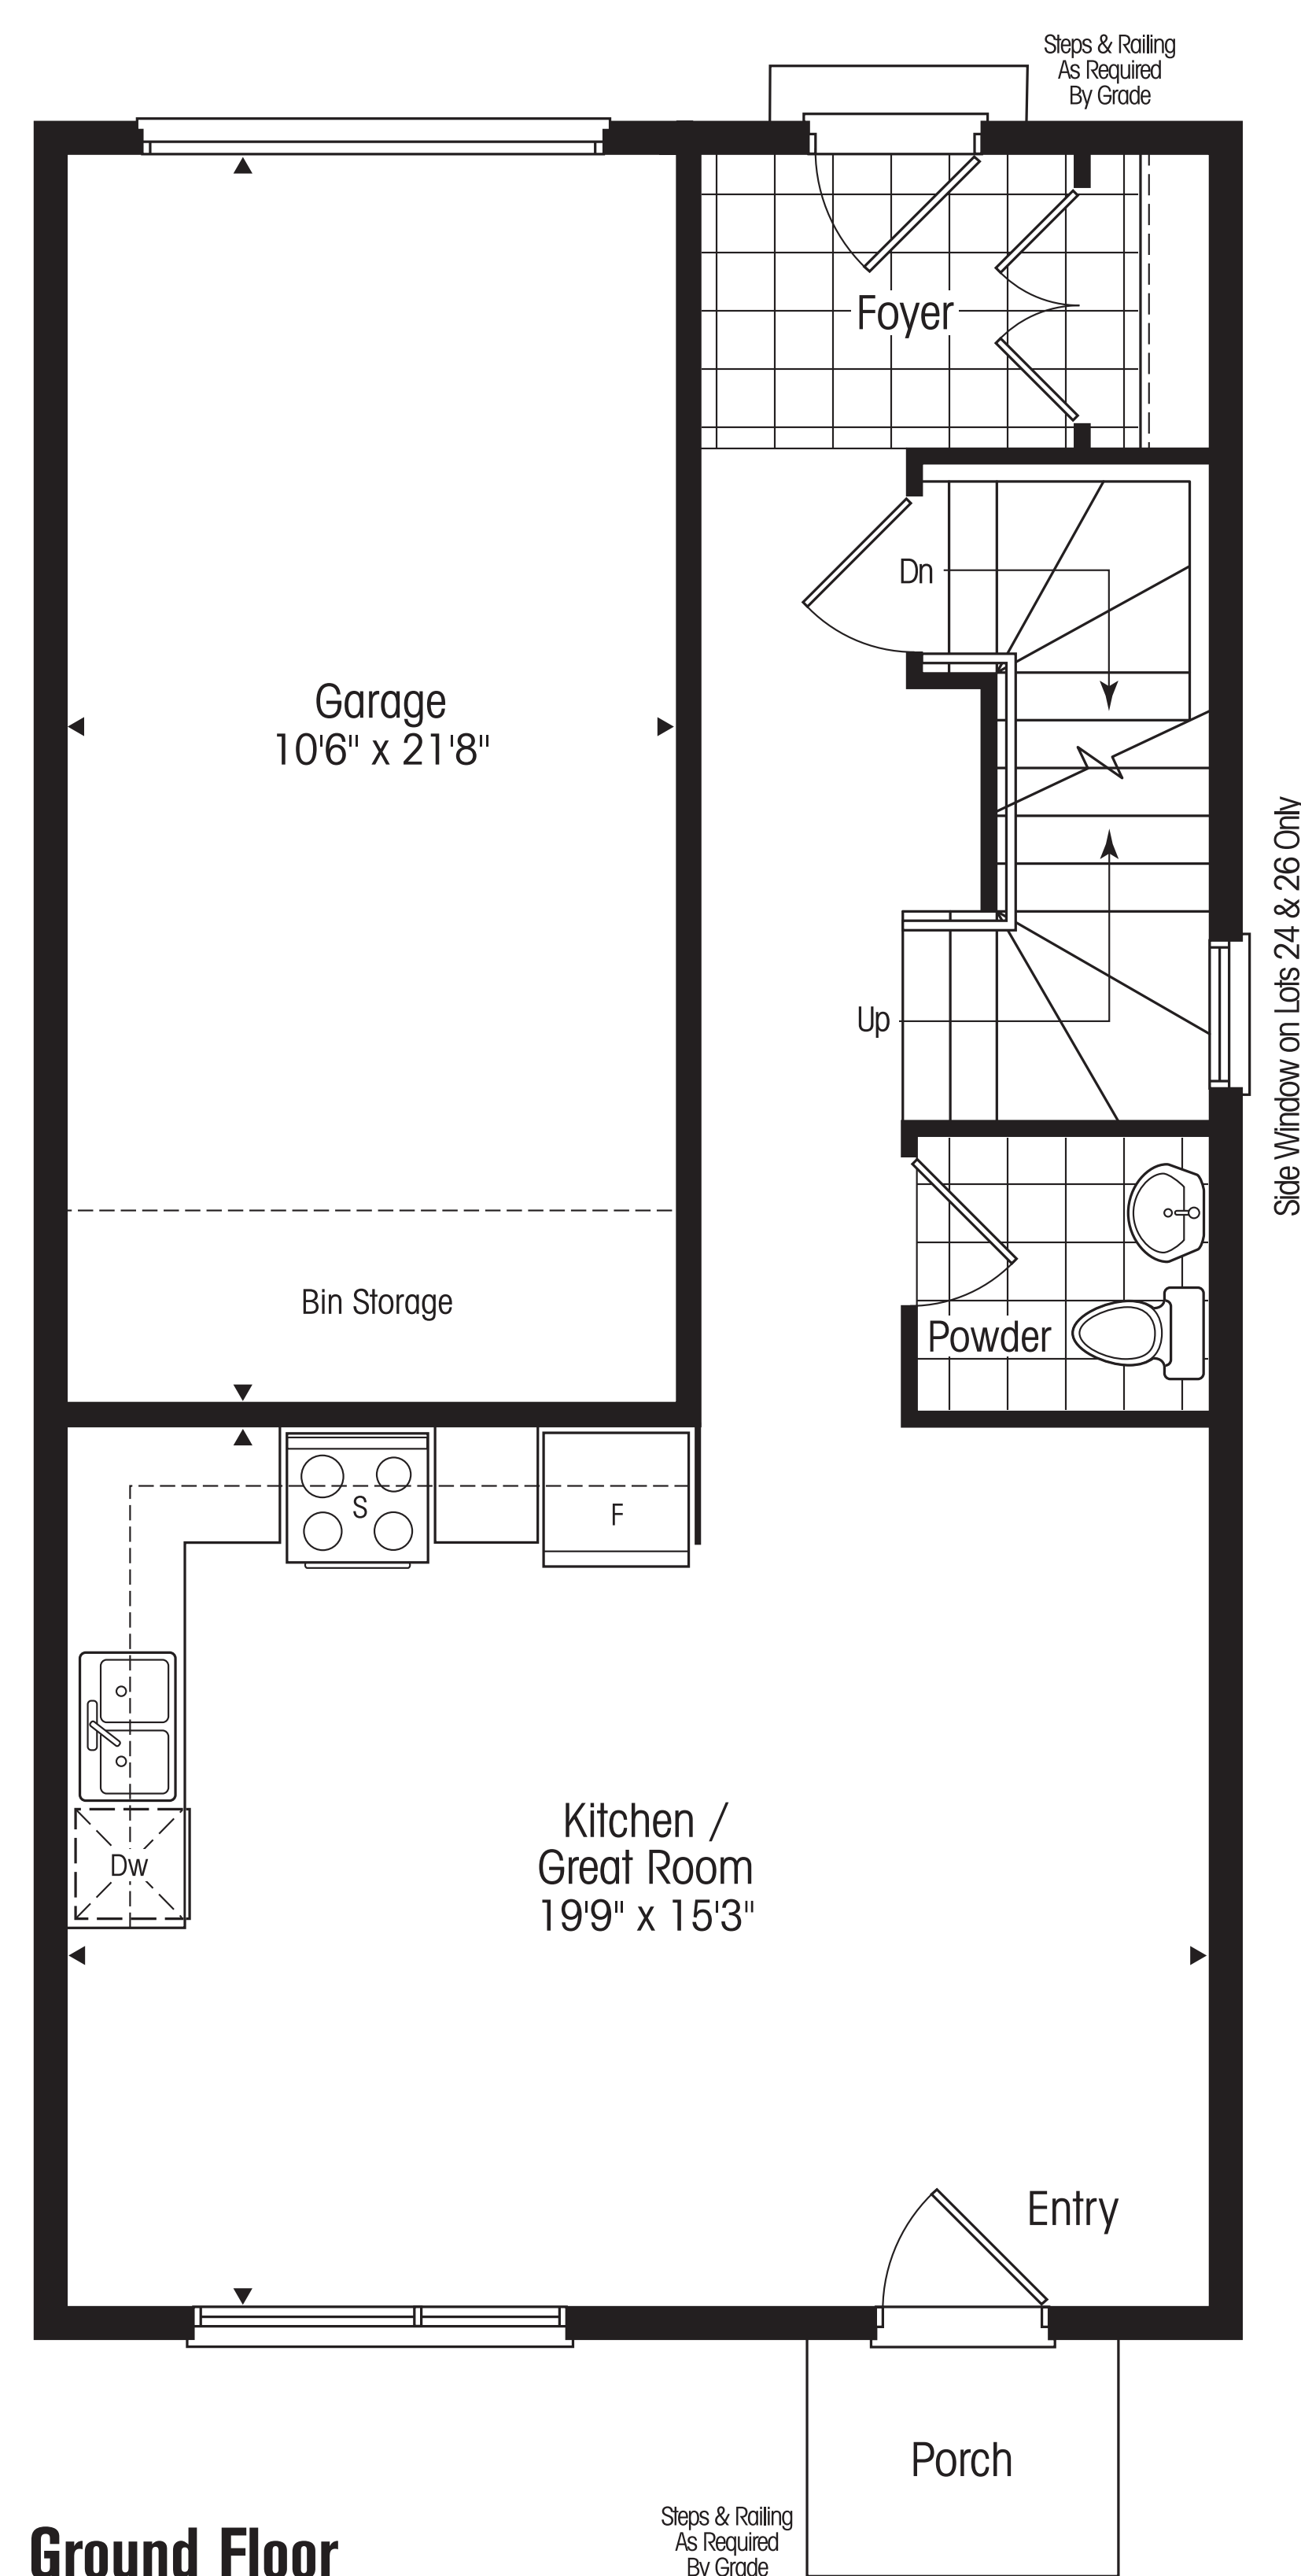 Steps & Railing
As Required
By Grade
Foyer
Dn
Garage
10'6" x 21'8"
Side Window on Lots 24 & 26 Only
Up
Bin Storage
Powder
S
F
Kitchen /
Great Room
19'9" x 15'3"
Dw
Entry
Porch
Steps & Railing
As Required
By Grade
Ground Floor